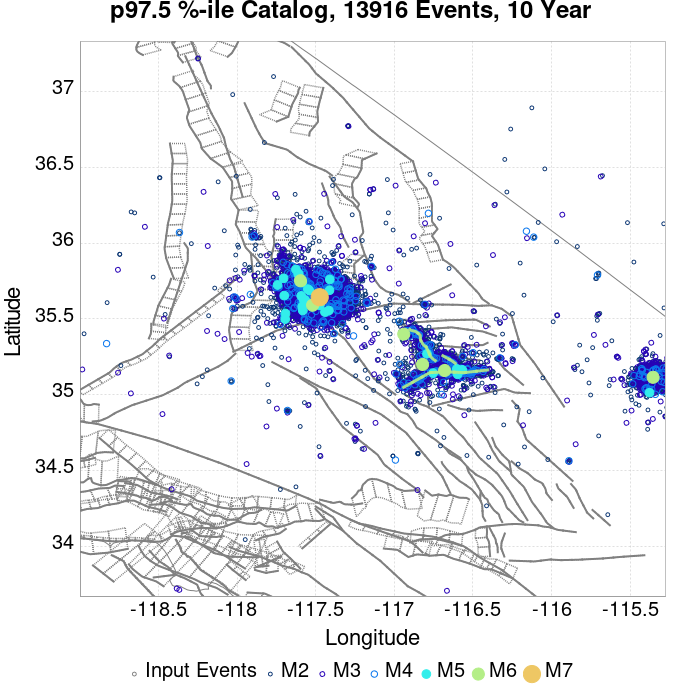 p97.5 %-ile Catalog, 13916 Events, 10 Year
37
36.5
36
35.5
35
34.5
34
Latitude
-118.5 -118 -117.5 -117 -116.5 -116 -115.5
Longitude
Input Events M2 M3 M4 M5 M6 M7